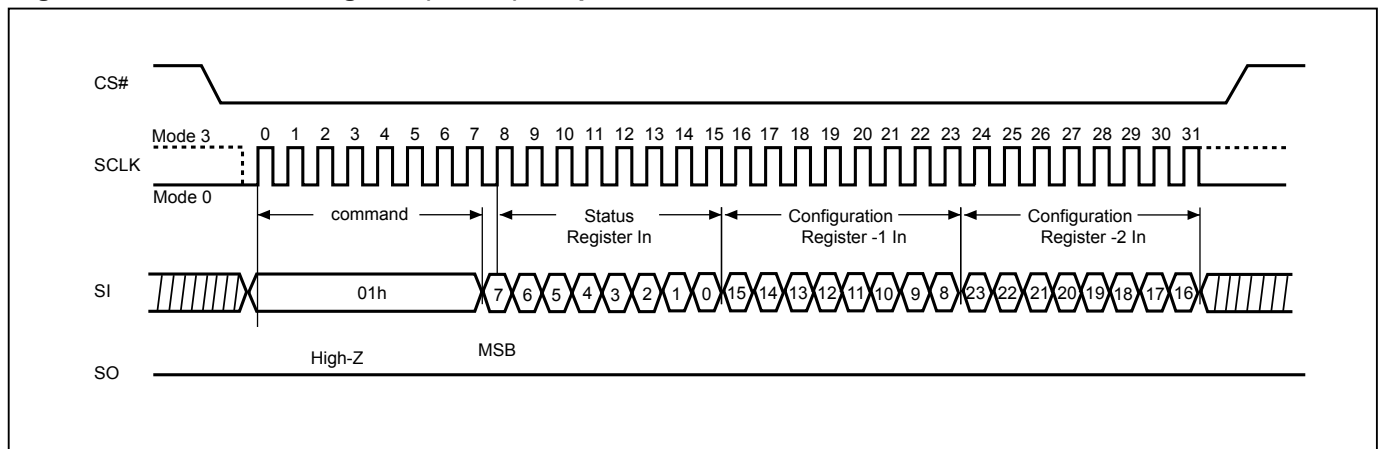 CS#
Mode 3
0 1 2 3 4 5 6 7 8 9 10 11 12 13 14 15 16 17 18 19 20 21 22 23 24 25 26 27 28 29 30 31
SCLK
Mode 0
command Status Configuration Configuration
Register In Register -1 In Register -2 In
SI 01h 7 6 5 4 3 2 1 0 15 14 13 12 11 10 9 8 23 22 21 20 19 18 17 16
High-Z MSB
SO